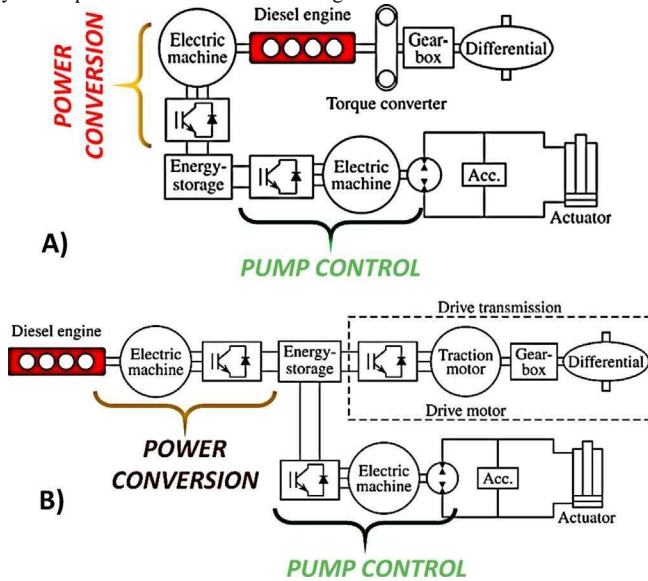 Diesel engine
Electric
machine
Gear-
box
Differential
Torque converter
POWER
CONVERSION
Energy-
storage
Electric
machine
Acc.
Actuator
A)
PUMP CONTROL
Drive transmission
Diesel engine
Electric
machine
Energy-
storage
Traction
motor
Gear-
box
Differential
Drive motor
POWER
CONVERSION
B)
Electric
machine
Acc.
Actuator
PUMP CONTROL